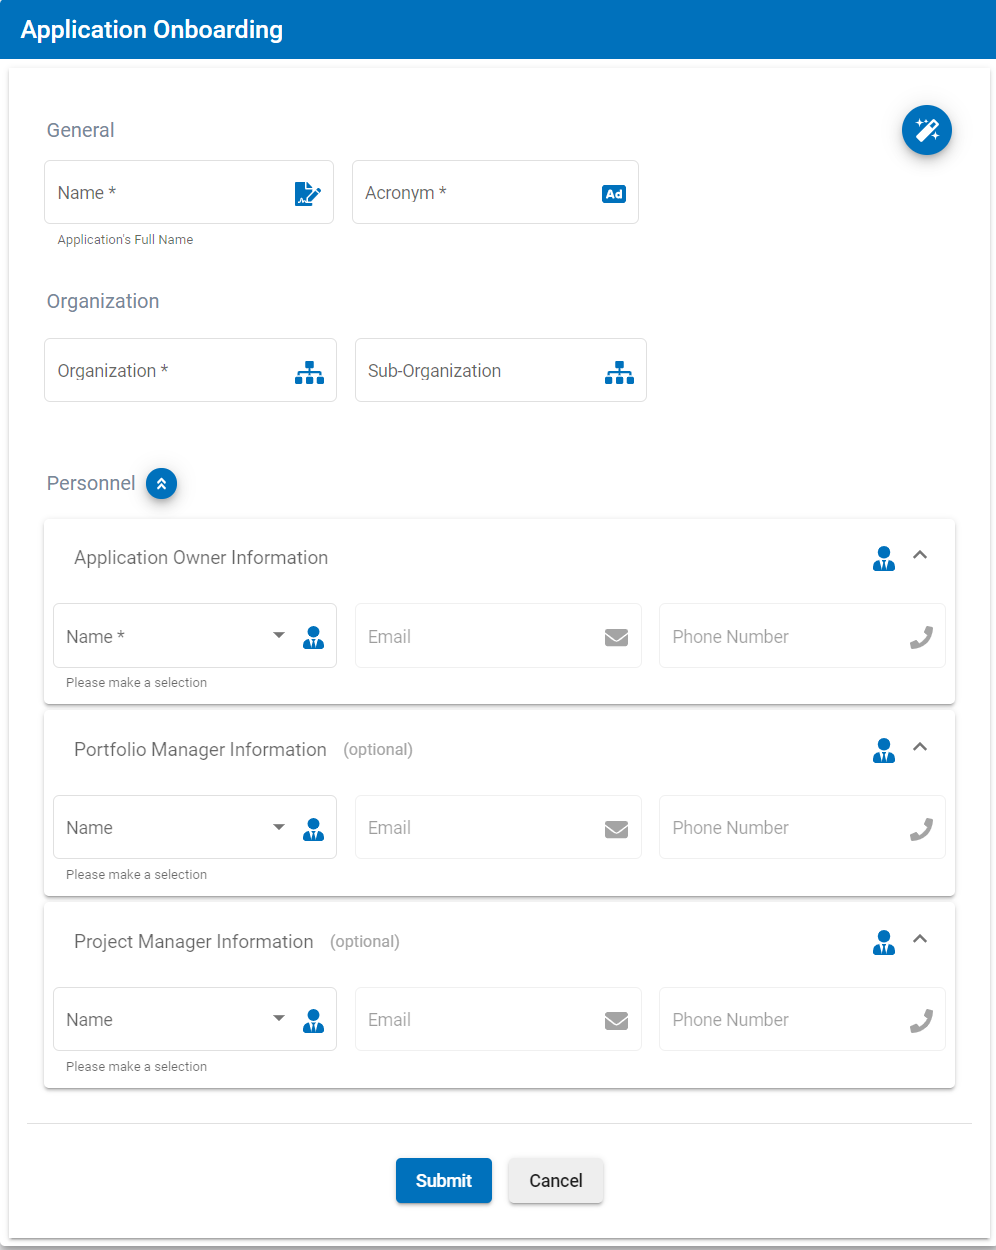 Application Onboarding
General
Name *
Acronym *
Ad
Application's Full Name
Organization
Organization *
Sub-Organization
Personnel
Application Owner Information
Name *
Email
Phone Number
Please make a selection
Portfolio Manager Information (optional)
Name
Email
Phone Number
Please make a selection
Project Manager Information (optional)
Name
Email
Phone Number
Please make a selection
Submit
Cancel